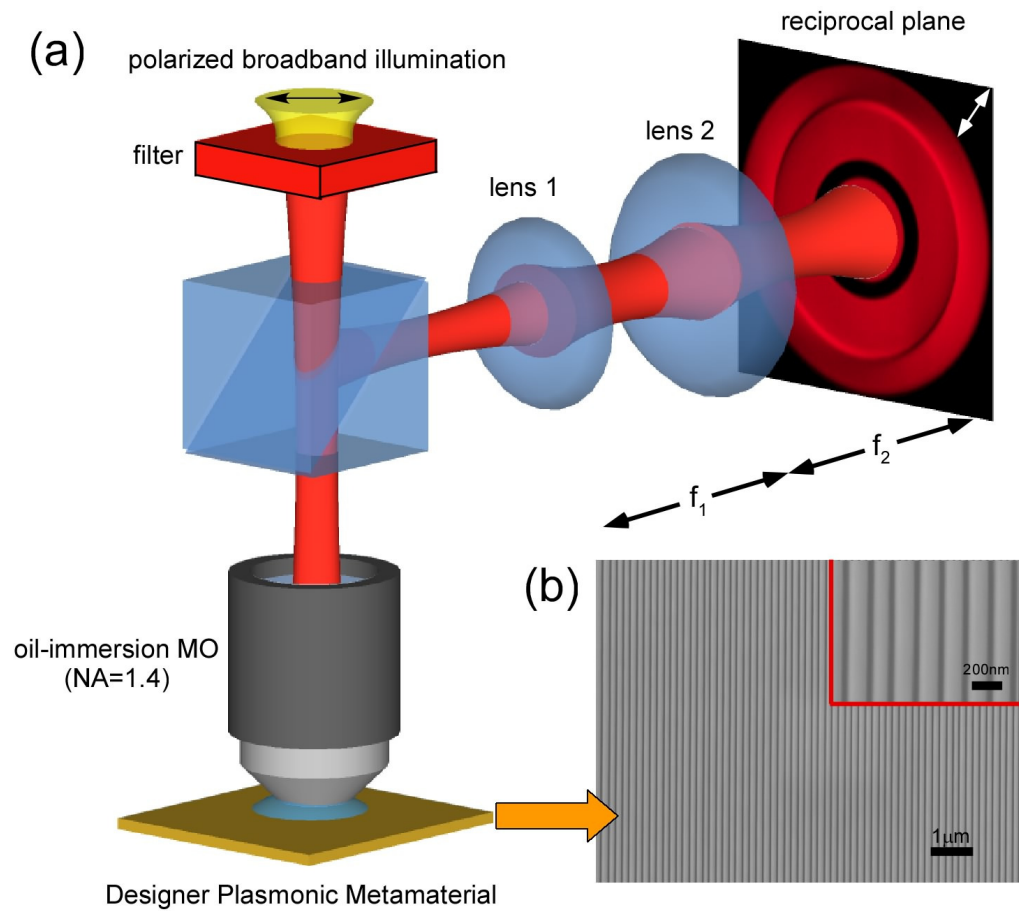 (a)
polarized broadband illumination
reciprocal plane
filter
lens 1
lens 2
f1
f2
oil-immersion MO
(NA=1.4)
Designer Plasmonic Metamaterial
(b)
200nm
1μm